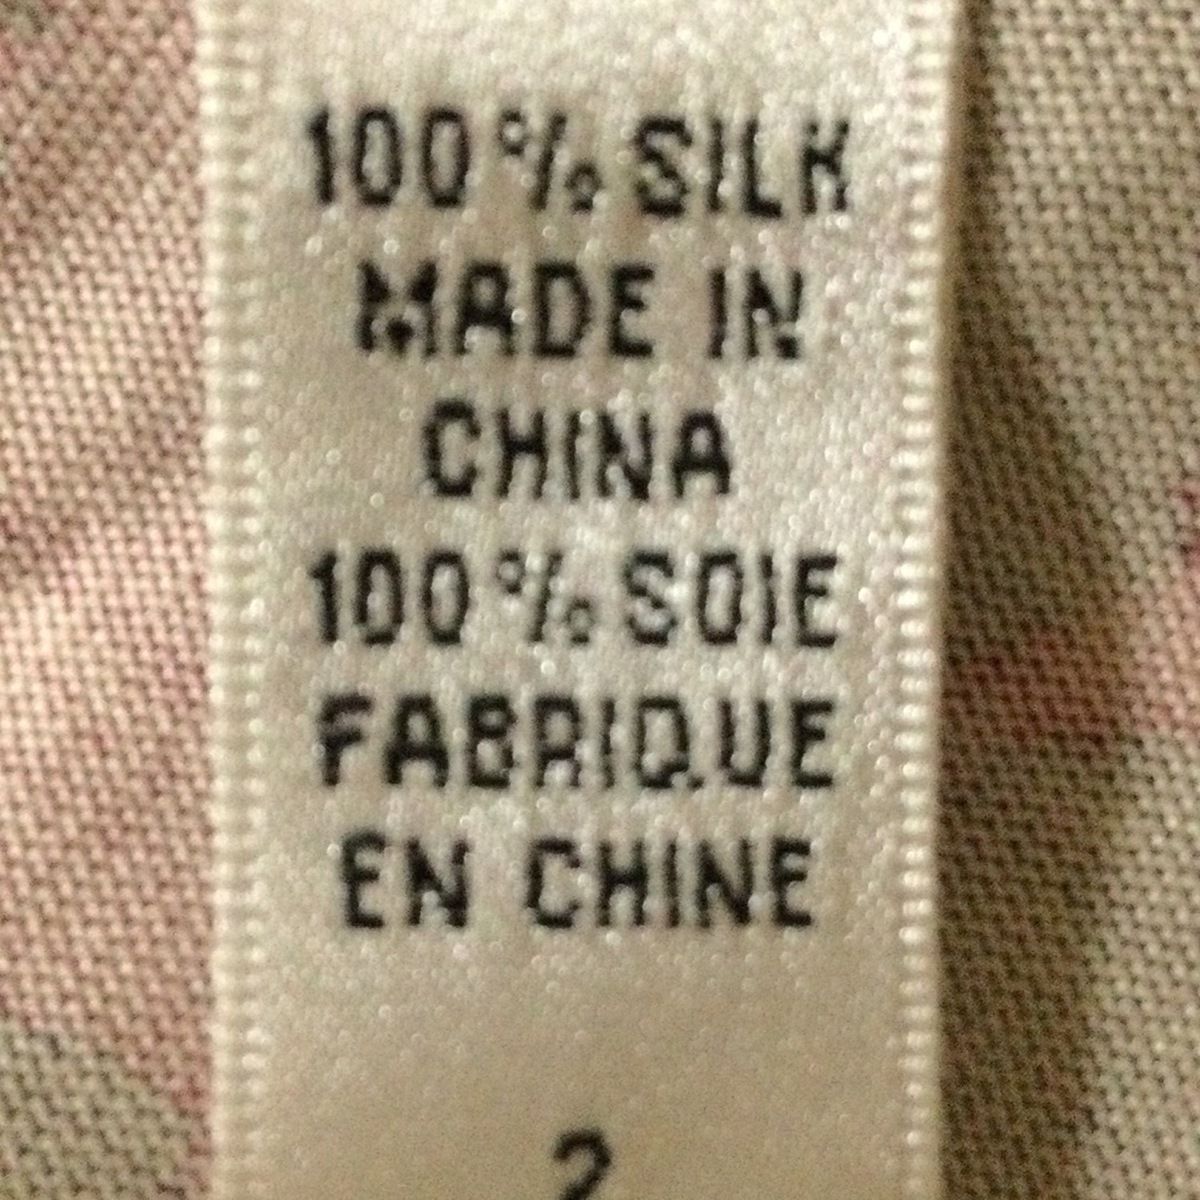 100% SILK
MADE IN
CHINA
100% SOIE
FABRIQUE
EN CHINE
2